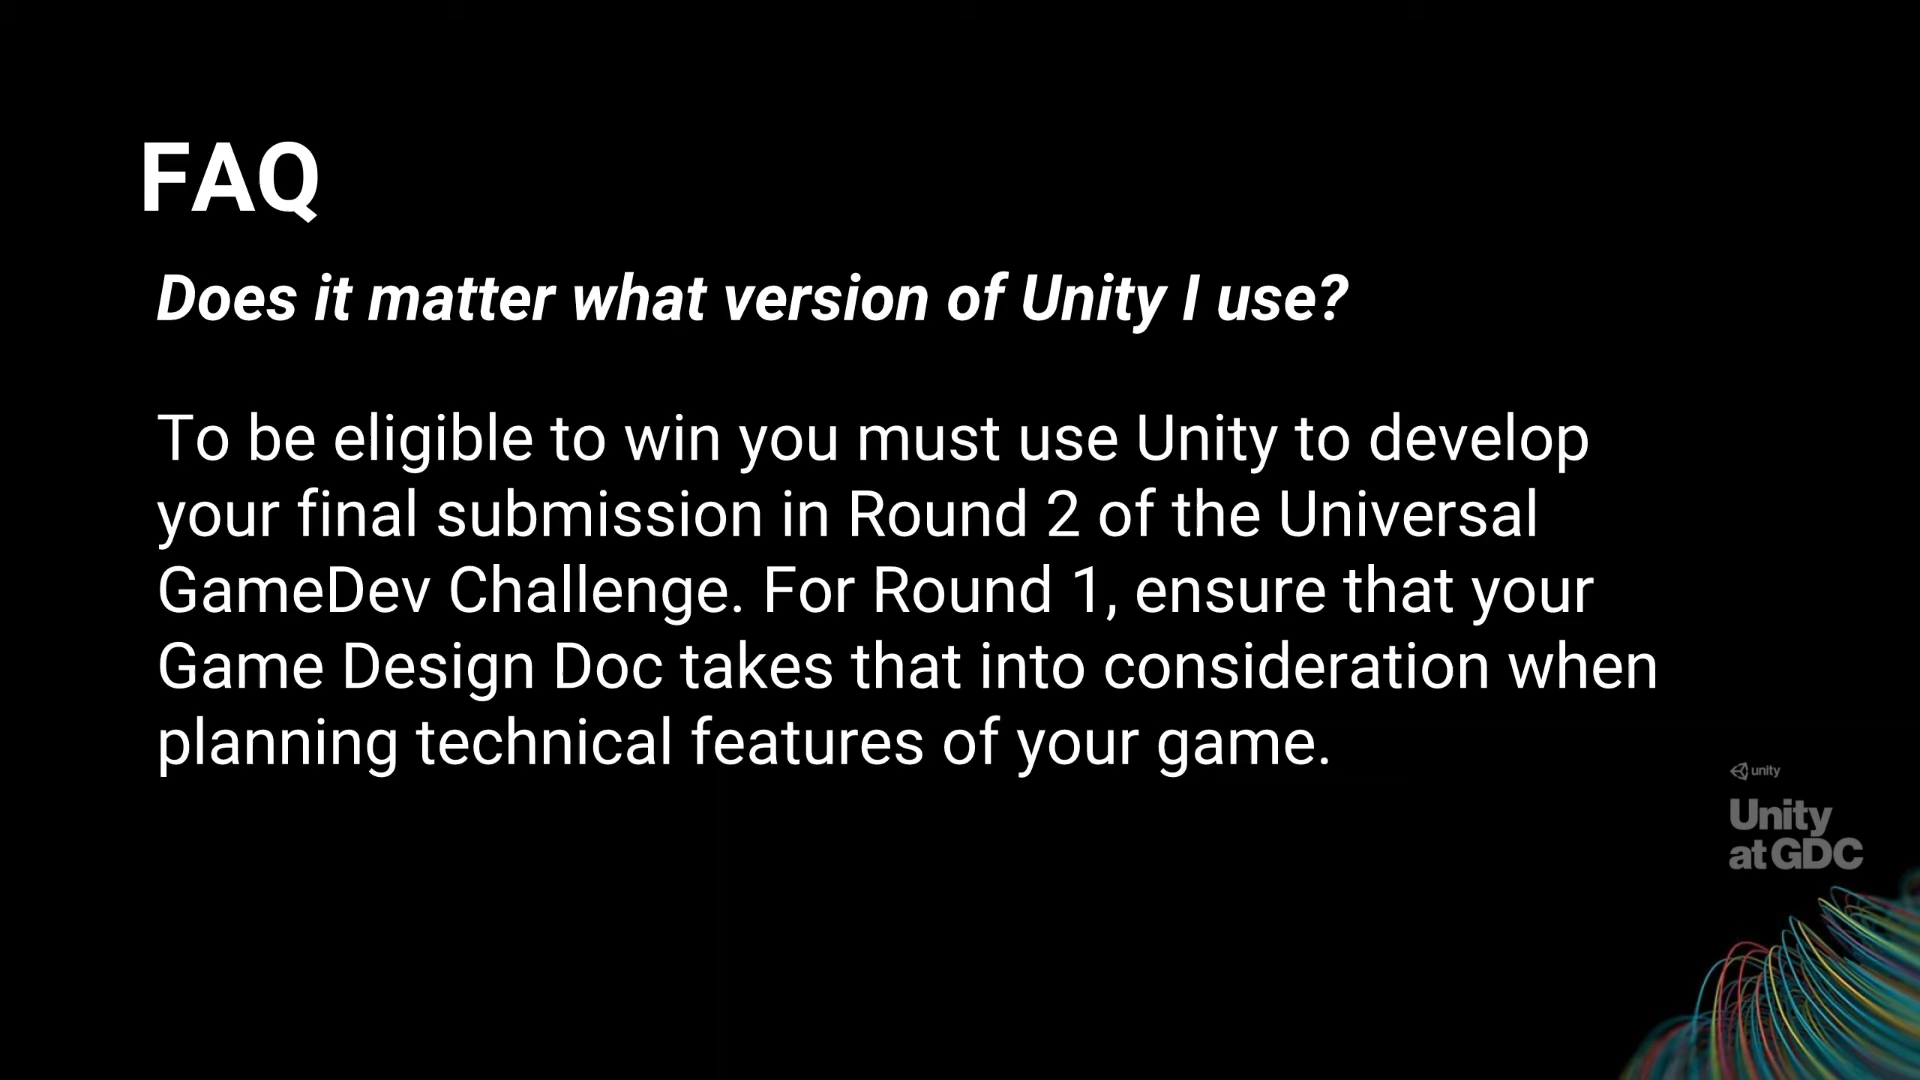 FAQ
Does it matter what version of Unity I use?
To be eligible to win you must use Unity to develop
your final submission in Round 2 of the Universal
GameDev Challenge. For Round 1, ensure that your
Game Design Doc takes that into consideration when
planning technical features of your game.
unity
Unity
at GDC